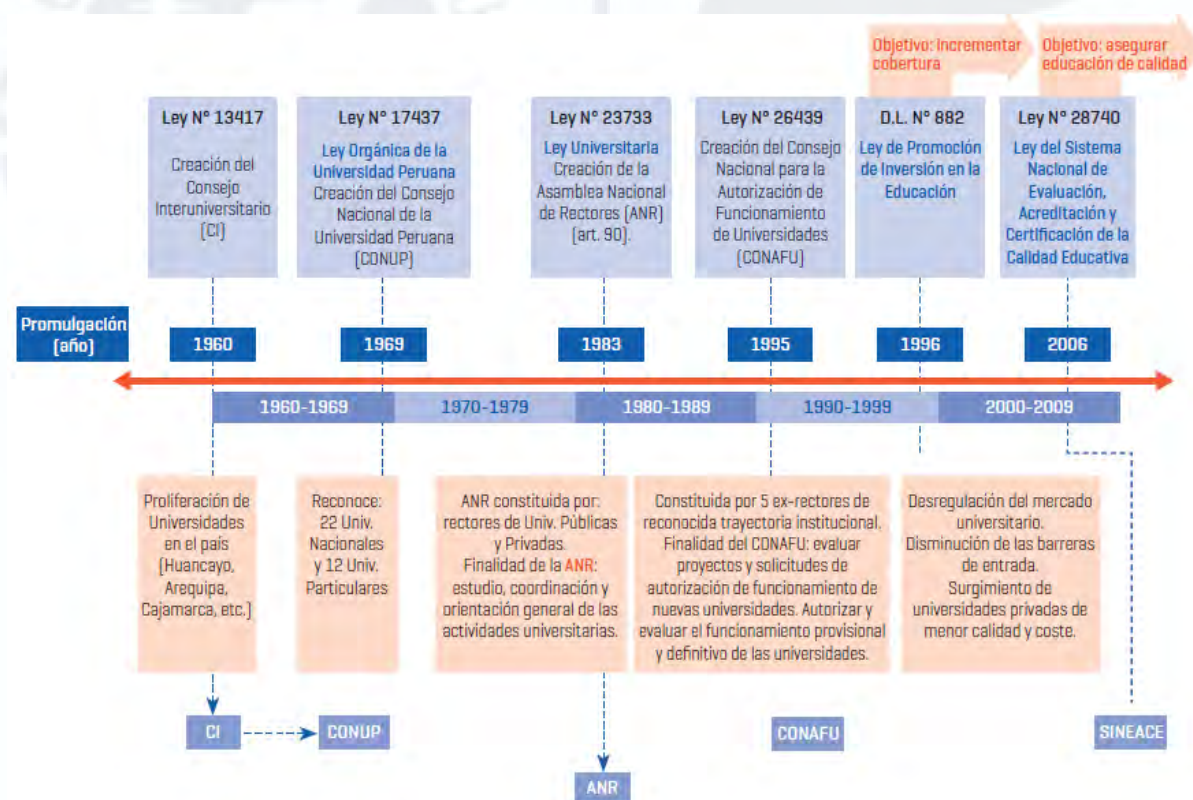 Objetivo: incrementar
cobertura
Objetivo: asegurar
educación de calidad
Ley N° 13417
Creación del
Consejo
Interuniversitario
(CI)
Ley N° 17437
Ley Orgánica de la
Universidad Peruana
Creación del Consejo
Nacional de la
Universidad Peruana
(CONUP)
Ley N° 23733
Ley Universitaria
Creación de la
Asamblea Nacional
de Rectores (ANR)
(art. 90).
Ley N° 26439
Creación del Consejo
Nacional para la
Autorización de
Funcionamiento
de Universidades
(CONAFU)
D.L. N° 882
Ley de Promoción
de Inversión en la
Educación
Ley N° 28740
Ley del Sistema
Nacional de
Evaluación,
Acreditación y
Certificación de la
Calidad Educativa
Promulgación
(año)
1960
1969
1983
1995
1996
2006
1960-1969
1970-1979
1980-1989
1990-1999
2000-2009
Proliferación de
Universidades
en el país
(Huancayo,
Arequipa,
Cajamarca, etc.)
Reconoce:
22 Univ.
Nacionales
y 12 Univ.
Particulares
ANR constituida por:
rectores de Univ. Públicas
y Privadas.
Finalidad de la ANR:
estudio, coordinación y
orientación general de las
actividades universitarias.
Constituida por 5 ex-rectores de
reconocida trayectoria institucional.
Finalidad del CONAFU: evaluar
proyectos y solicitudes de
autorización de funcionamiento de
nuevas universidades. Autorizar y
evaluar el funcionamiento provisional
y definitivo de las universidades.
Desregulación del mercado
universitario.
Disminución de las barreras
de entrada.
Surgimiento de
universidades privadas de
menor calidad y coste.
CI
CONUP
CONAFU
SINEACE
ANR